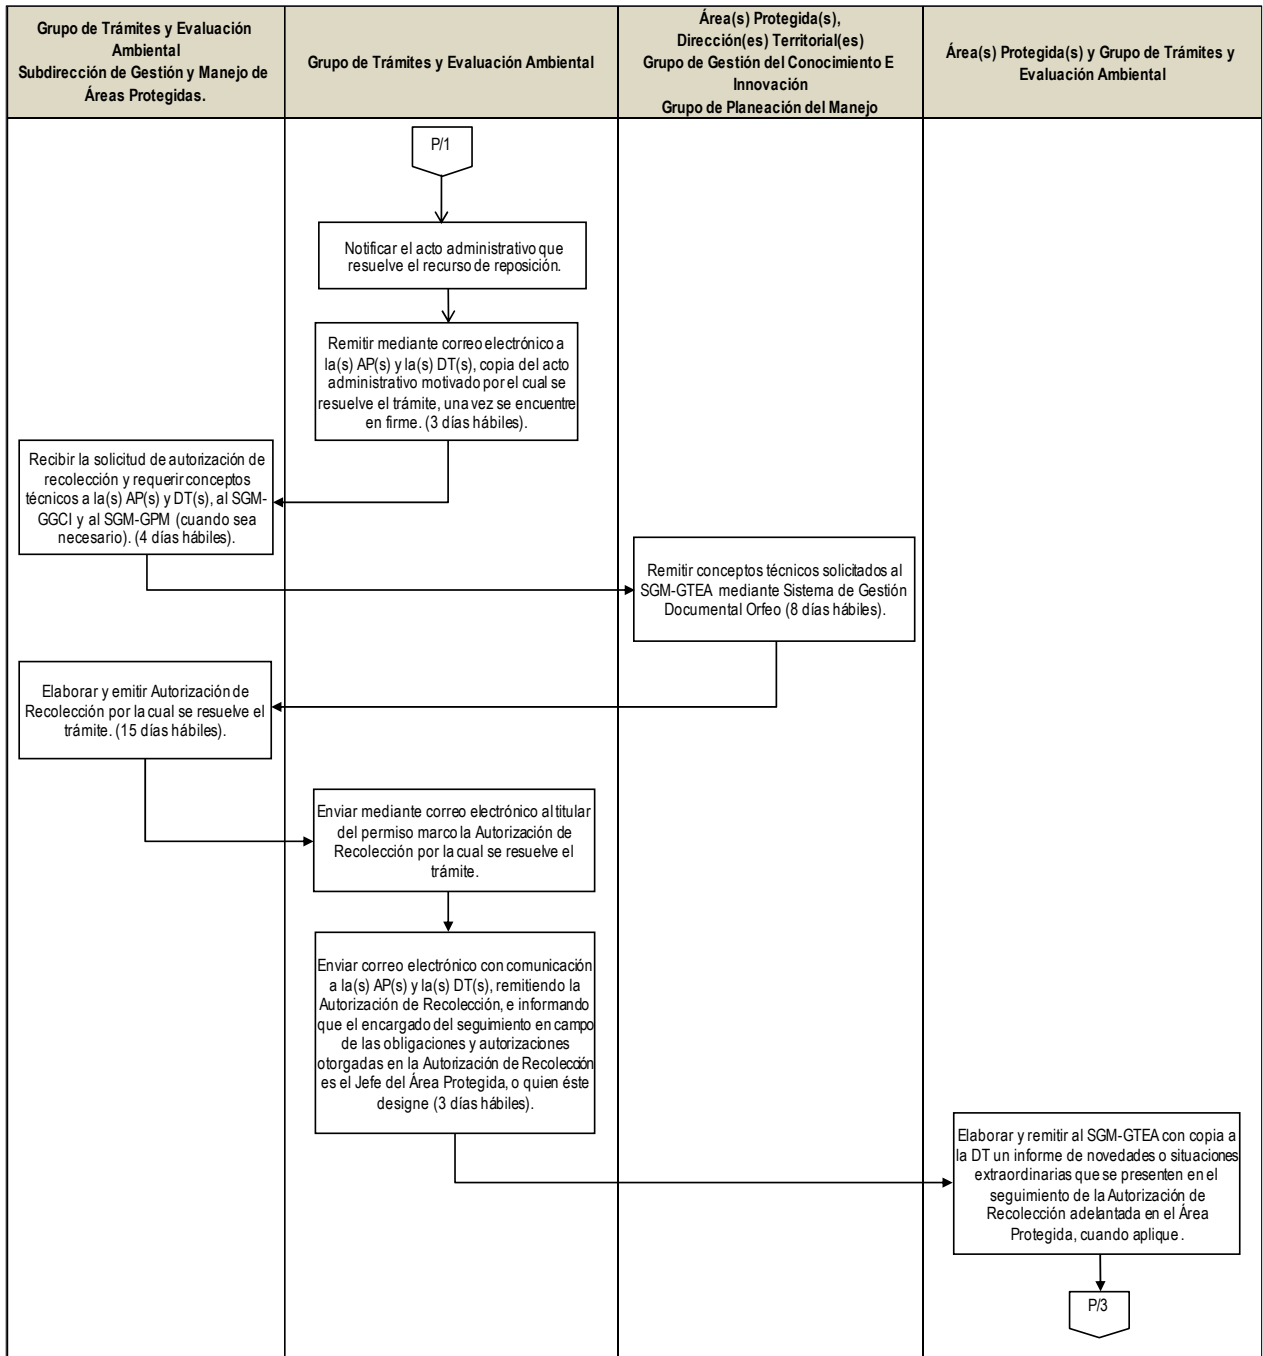 Grupo de Trámites y Evaluación
Ambiental
Subdirección de Gestión y Manejo de
Áreas Protegidas.
Grupo de Trámites y Evaluación Ambiental
Área(s) Protegida(s),
Dirección(es) Territorial(es)
Grupo de Gestión del Conocimiento E
Innovación
Grupo de Planeación del Manejo
Área(s) Protegida(s) y Grupo de Trámites y
Evaluación Ambiental
P/1
Notificar el acto administrativo que
resuelve el recurso de reposición.
Remitir mediante correo electrónico a
la(s) AP(s) y la(s) DT(s), copia del acto
administrativo motivado por el cual se
resuelve el trámite, una vez se encuentre
en firme. (3 días hábiles).
Recibir la solicitud de autorización de
recolección y requerir conceptos
técnicos a la(s) AP(s) y DT(s), al SGM-
GGCI y al SGM-GPM (cuando sea
necesario). (4 días hábiles).
Remitir conceptos técnicos solicitados al
SGM-GTEA mediante Sistema de Gestión
Documental Orfeo (8 días hábiles).
Elaborar y emitir Autorización de
Recolección por la cual se resuelve el
trámite. (15 días hábiles).
Enviar mediante correo electrónico al titular
del permiso marco la Autorización de
Recolección por la cual se resuelve el
trámite.
Enviar correo electrónico con comunicación
a la(s) AP(s) y la(s) DT(s), remitiendo la
Autorización de Recolección, e informando
que el encargado del seguimiento en campo
de las obligaciones y autorizaciones
otorgadas en la Autorización de Recolección
es el Jefe del Área Protegida, o quien éste
designe (3 días hábiles).
Elaborar y remitir al SGM-GTEA con copia a
la DT un informe de novedades o situaciones
extraordinarias que se presenten en el
seguimiento de la Autorización de
Recolección adelantada en el Área
Protegida, cuando aplique.
P/3